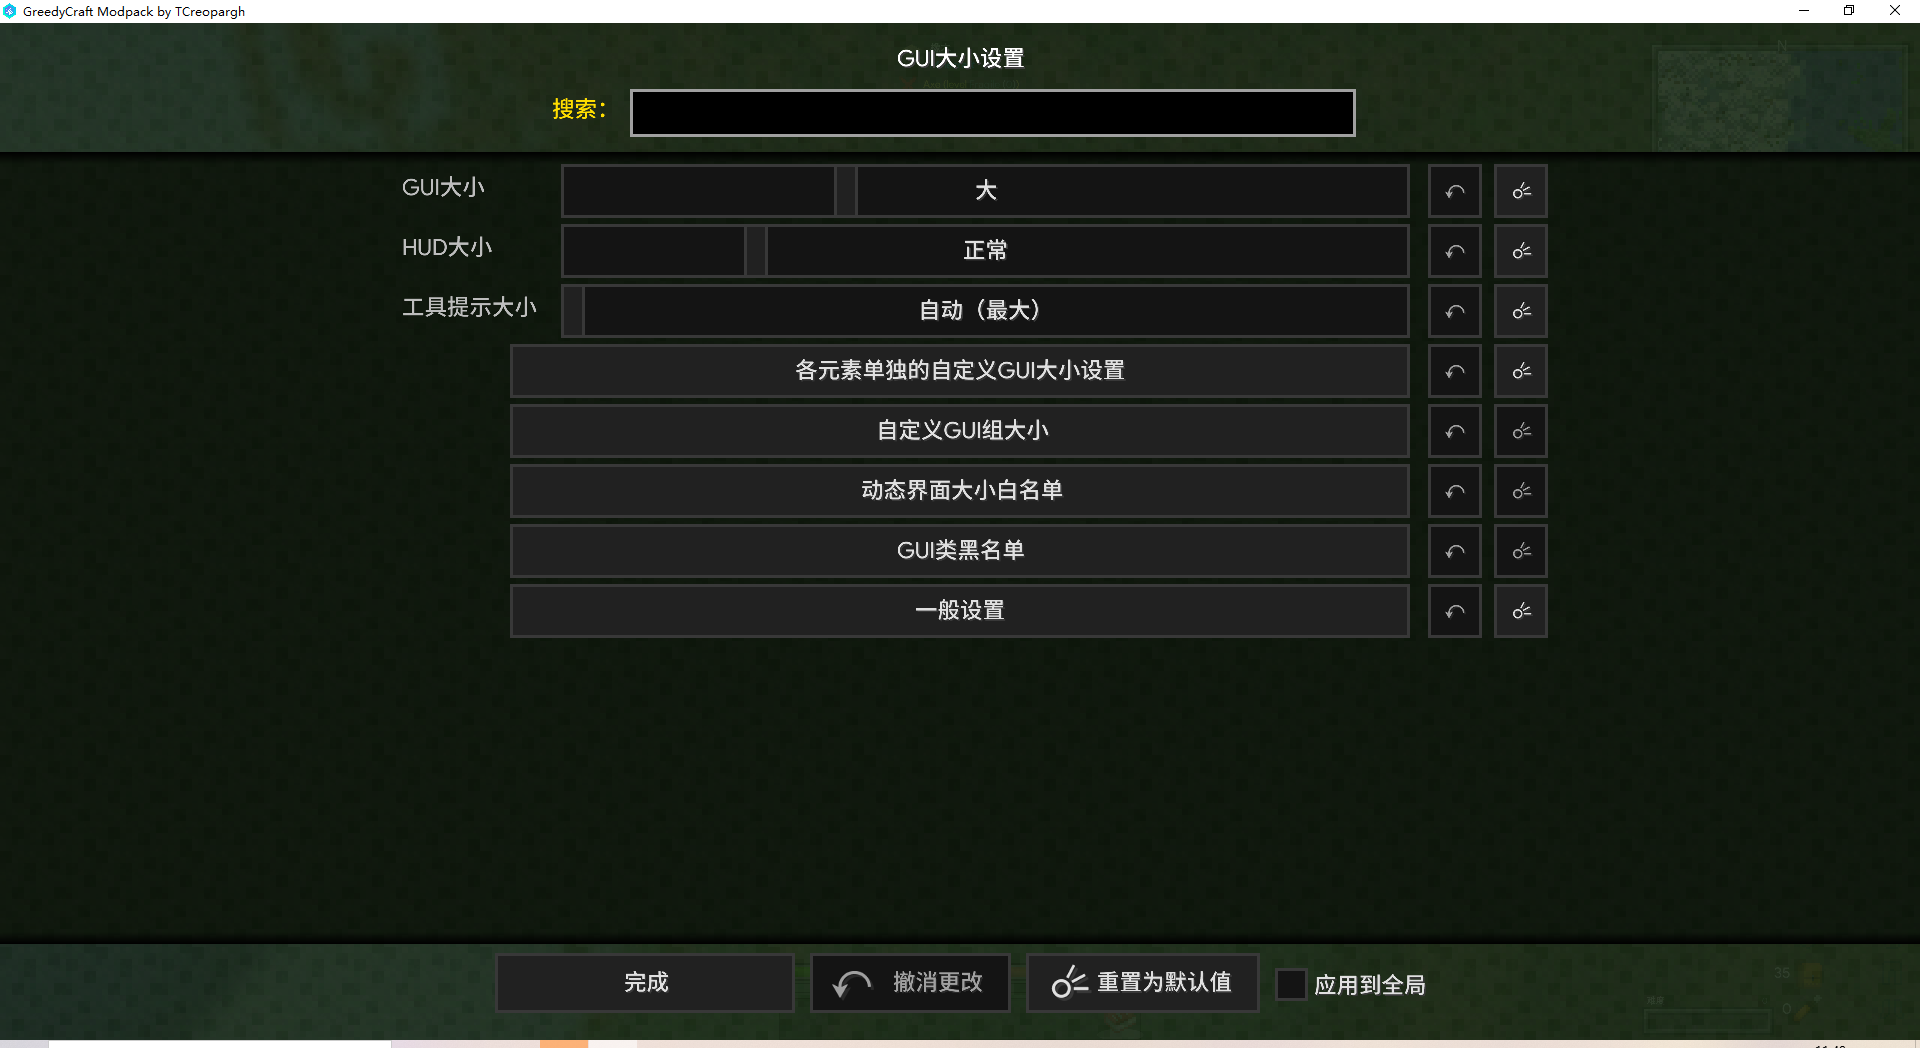 GreedyCraft Modpack by TCreopargh
GUI大小设置
N
搜索：
GUI大小
大
HUD大小
正常
工具提示大小
自动（最大）
各元素单独的自定义GUI大小设置
自定义GUI组大小
动态界面大小白名单
GUI类黑名单
一般设置
完成
撤消更改
重置为默认值
应用到全局
35
0